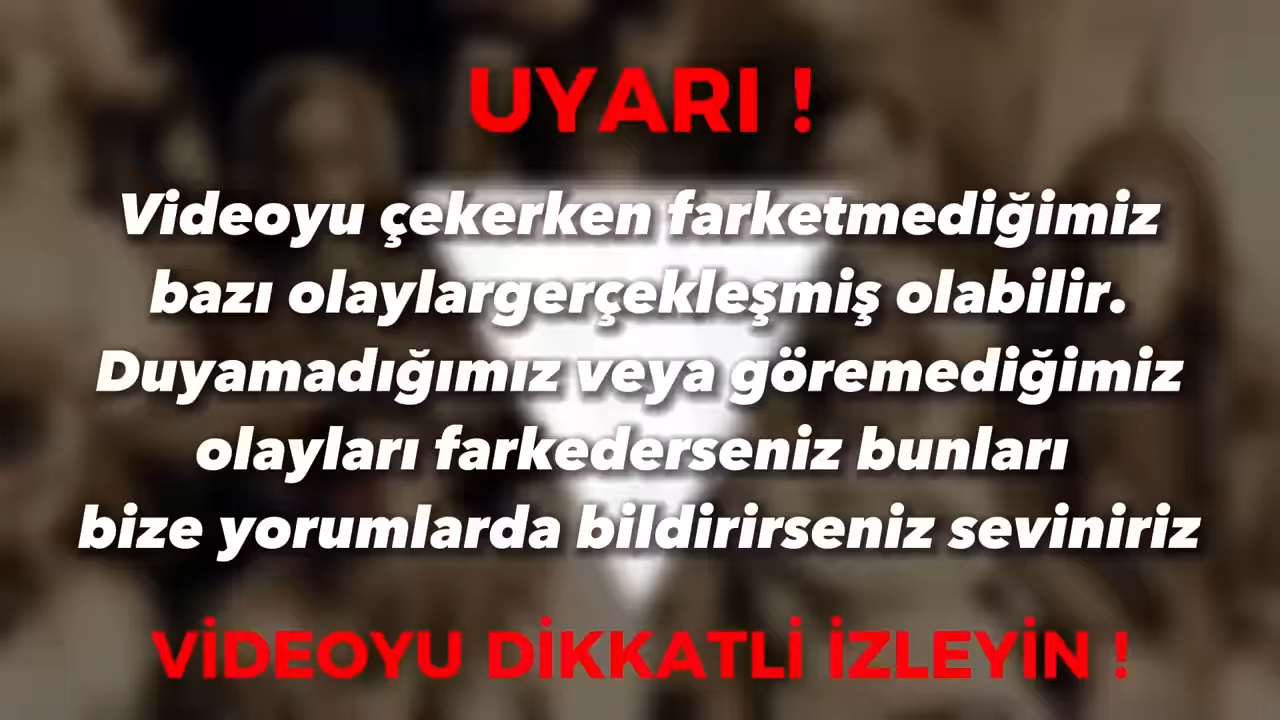 UYARI !
Videoyu çekerken farketmediğimiz
bazı olaylargerçekleşmiş olabilir.
Duyamadığımız veya göremediğimiz
olayları farkederseniz bunları
bize yorumlarda bildirirseniz seviniriz
VİDEOYU DİKKATLİ İZLEYİN !